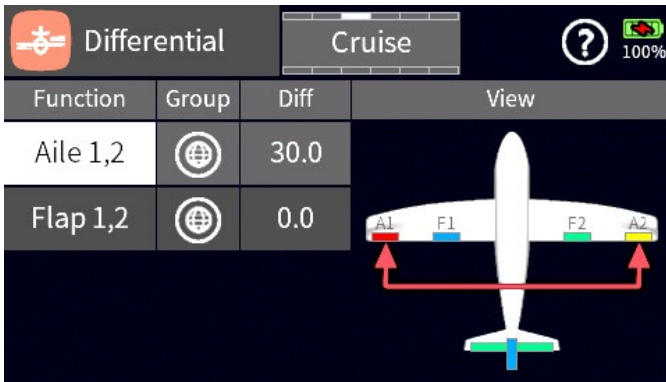 Differential
Cruise
?
100%
Function Group Diff View
Aile 1,2 30.0
Flap 1,2 0.0
A1 F1 F2 A2